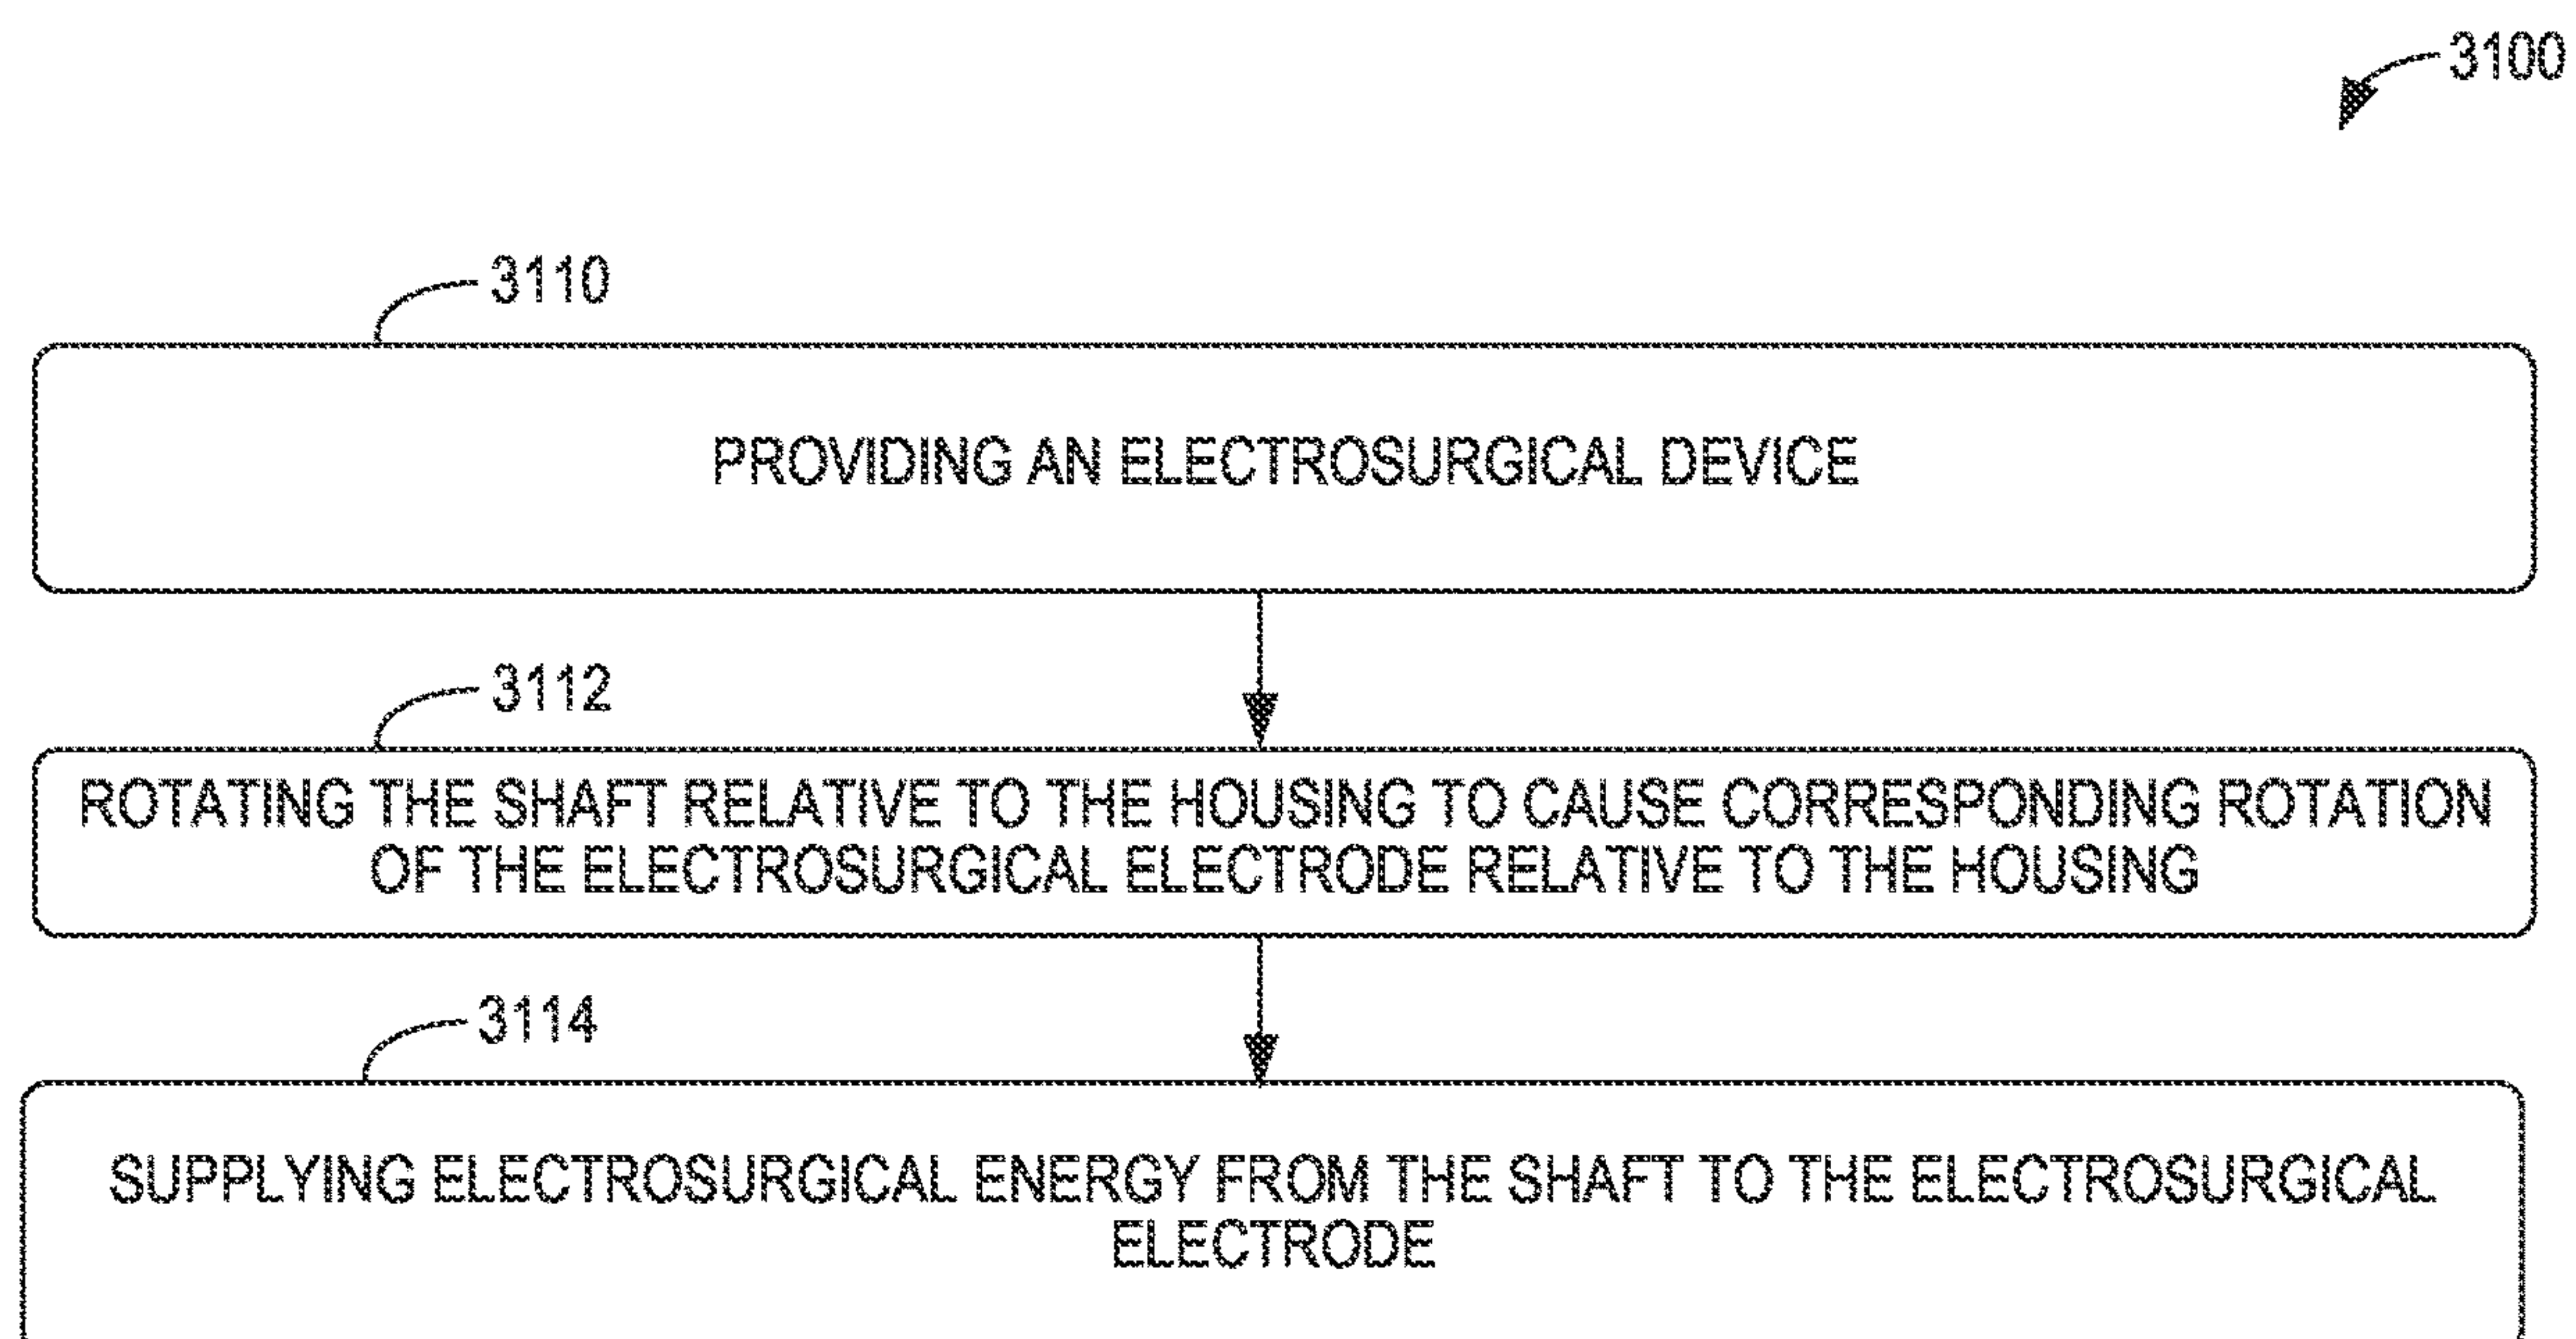 3100
3110
PROVIDING AN ELECTROSURGICAL DEVICE
3112
ROTATING THE SHAFT RELATIVE TO THE HOUSING TO CAUSE CORRESPONDING ROTATION
OF THE ELECTROSURGICAL ELECTRODE RELATIVE TO THE HOUSING
3114
SUPPLYING ELECTROSURGICAL ENERGY FROM THE SHAFT TO THE ELECTROSURGICAL
ELECTRODE